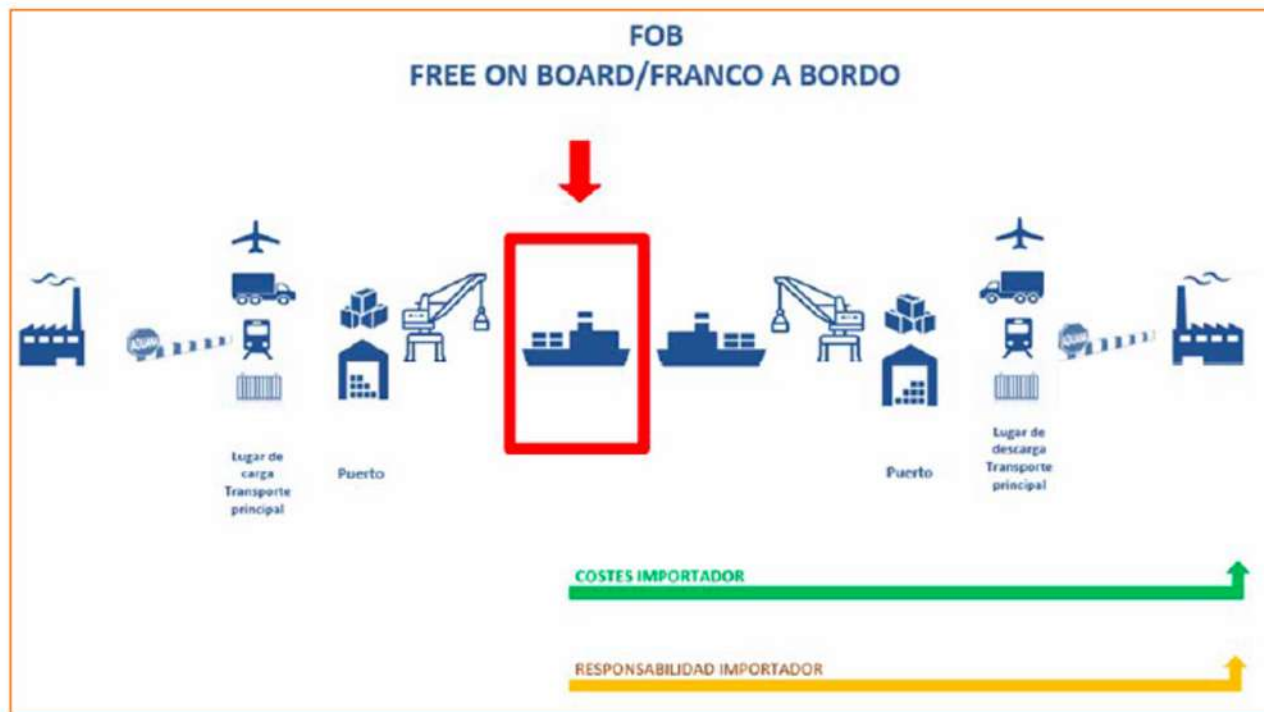 FOB
FREE ON BOARD/FRANCO A BORDO
Lugar de
carga
Transporte
principal
Puerto
Puerto
Lugar de
descarga
Transporte
principal
COSTES IMPORTADOR
RESPONSABILIDAD IMPORTADOR